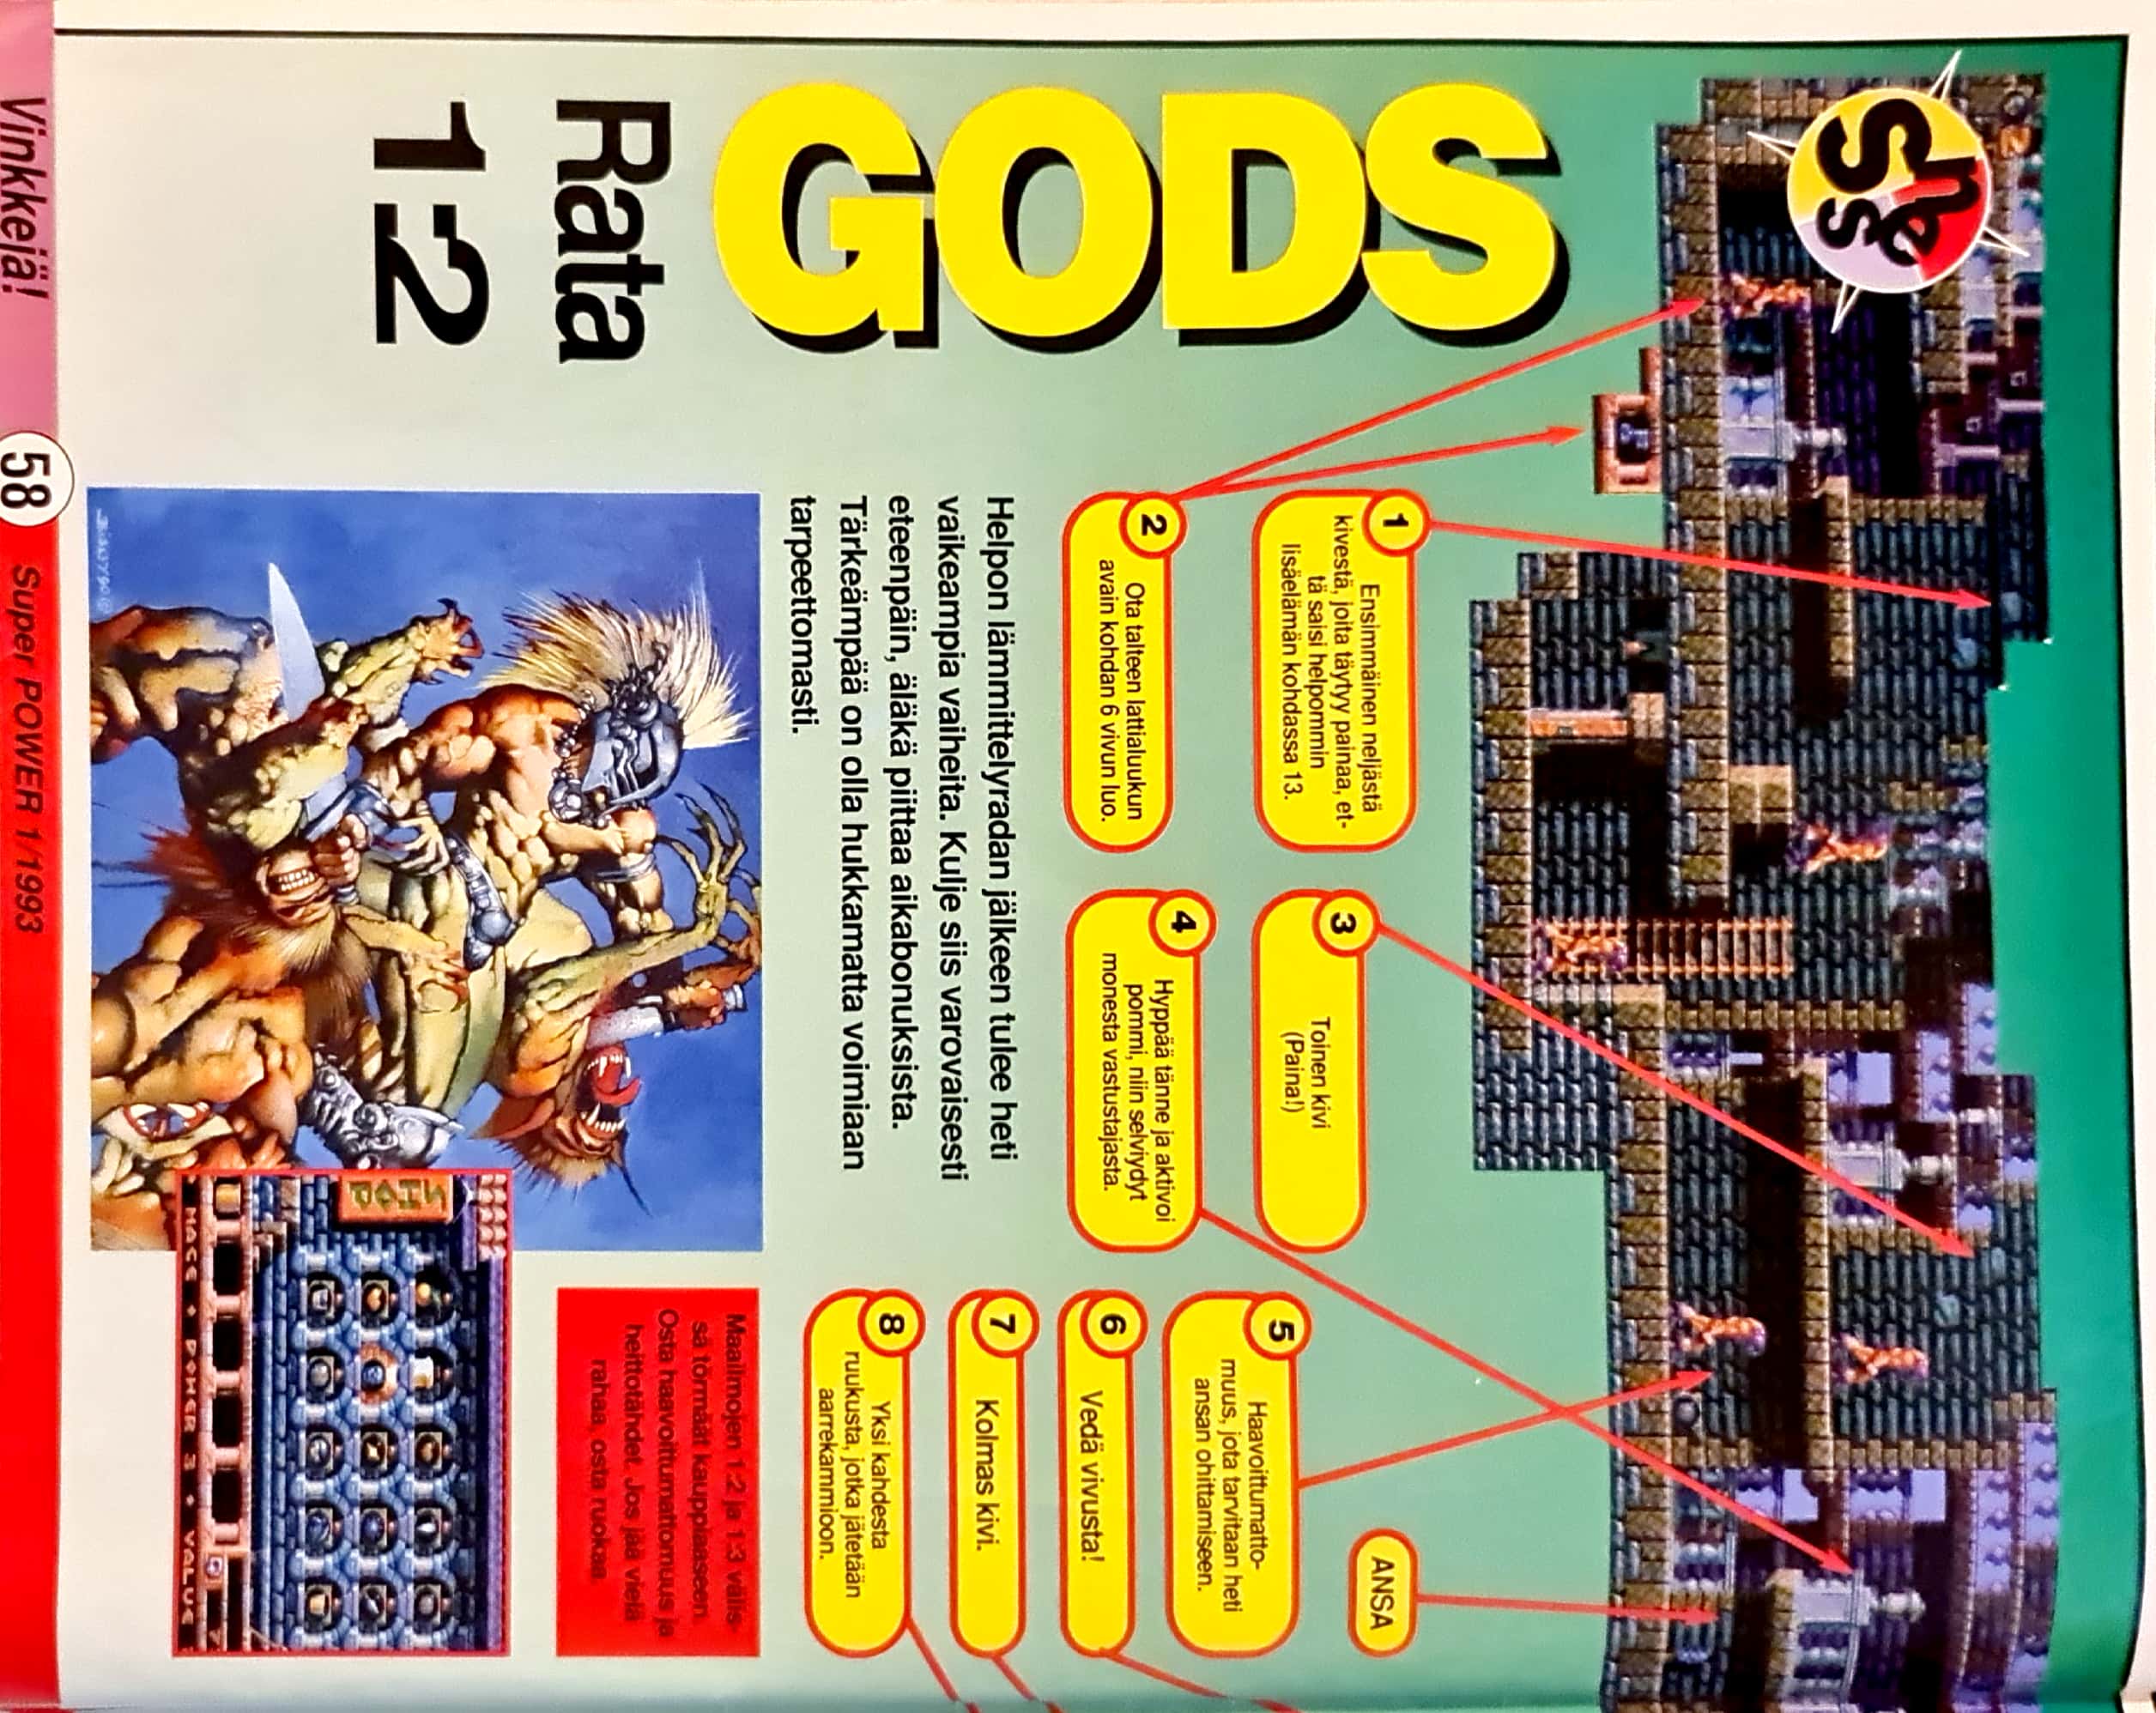 Snes
GODS
Rata
1:2
1
Ensimmäinen neljästä
kivestä, joita täytyy painaa, et-
tä saisi helpommin
lisäelämän kohdassa 13.
2
Ota talteen lattialuukun
avain kohdan 6 vivun luo.
3
Toinen kivi
(Paina!)
4
Hyppää tänne ja aktivoi
pommi, niin selviydyt
monesta vastustajasta.
ANSA
5
Haavoittumatto-
muus, jota tarvitaan heti
ansan ohittamiseen.
6
Vedä vivusta!
7
Kolmas kivi.
8
Yksi kahdesta
ruukusta, jotka jätetään
aarrekammioon.
Helpon lämmittelyradan jälkeen tulee heti
vaikeampia vaiheita. Kulje siis varovaisesti
eteenpäin, äläkä piittaa aikabonuksista.
Tärkeämpää on olla hukkamatta voimiaan
tarpeettomasti.
Maailmojen 1:2 ja 1:3 välis-
sä törmäät kauppiaaseen.
Osta haavoittumattomuus ja
heittotähdet. Jos jää vielä
rahaa, osta ruokaa.
SHOP
MACE • POWER 3 • VALUE
Vinkkejä!
58
Super POWER 1/1993